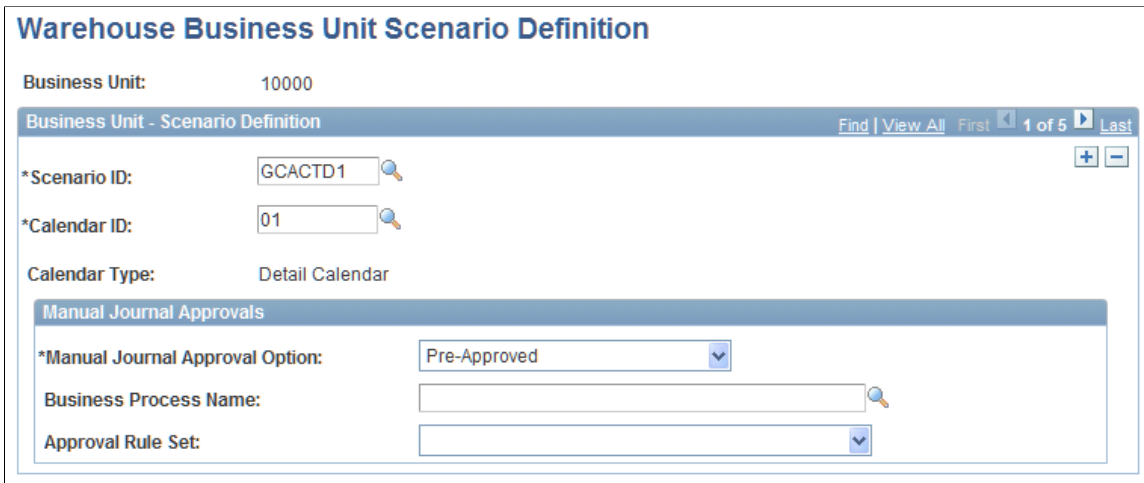 Warehouse Business Unit Scenario Definition
Business Unit: 10000
Business Unit - Scenario Definition Find | View All First 1 of 5 Last
*Scenario ID: GCACTD1
*Calendar ID: 01
Calendar Type: Detail Calendar
Manual Journal Approvals
*Manual Journal Approval Option: Pre-Approved
Business Process Name:
Approval Rule Set: